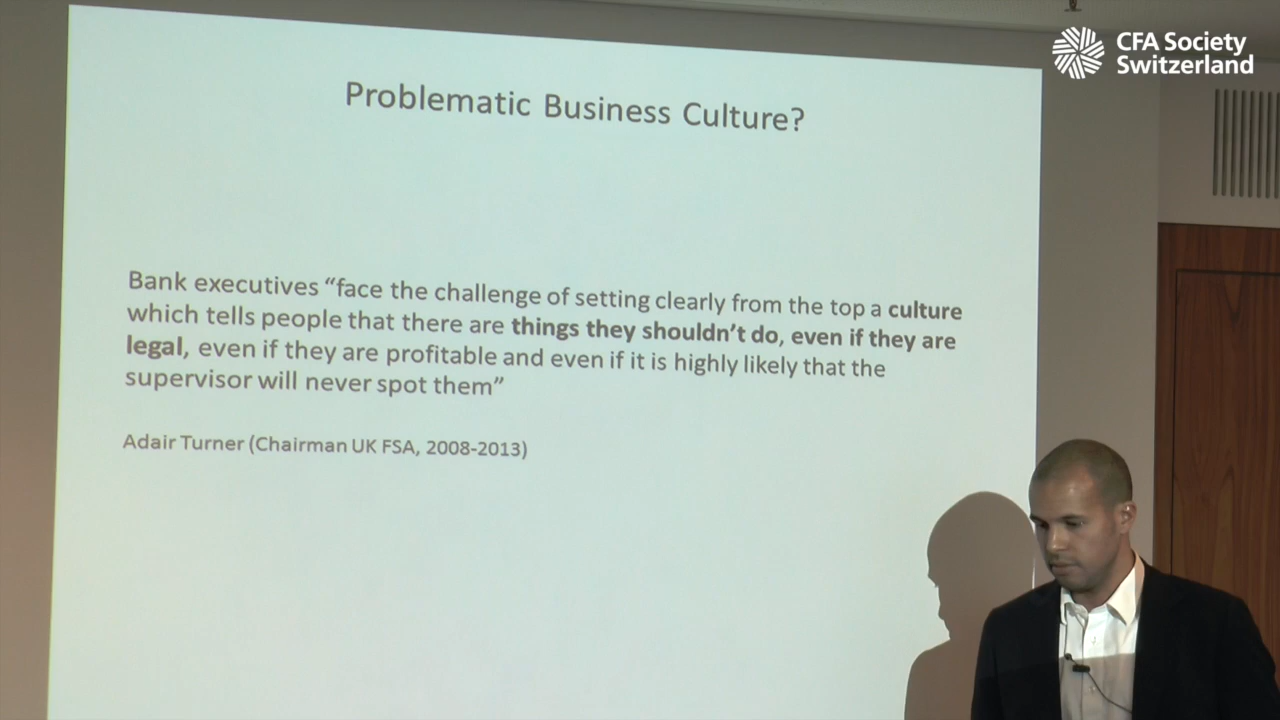 CFA Society
Switzerland
Problematic Business Culture?
Bank executives “face the challenge of setting clearly from the top a culture
which tells people that there are things they shouldn’t do, even if they are
legal, even if they are profitable and even if it is highly likely that the
supervisor will never spot them”
Adair Turner (Chairman UK FSA, 2008-2013)